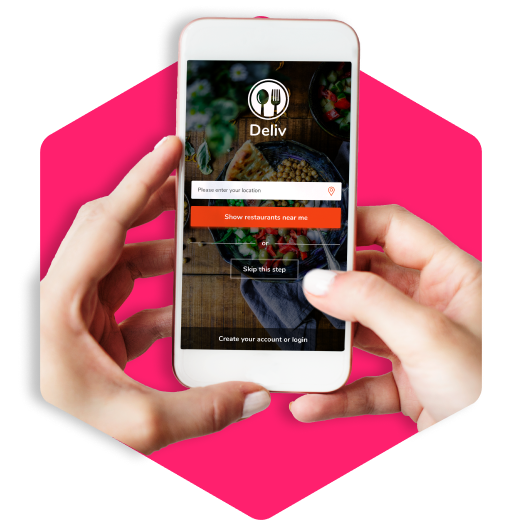 Deliv
Please enter your location
Show restaurants near me
or
Skip this step
Create your account or login